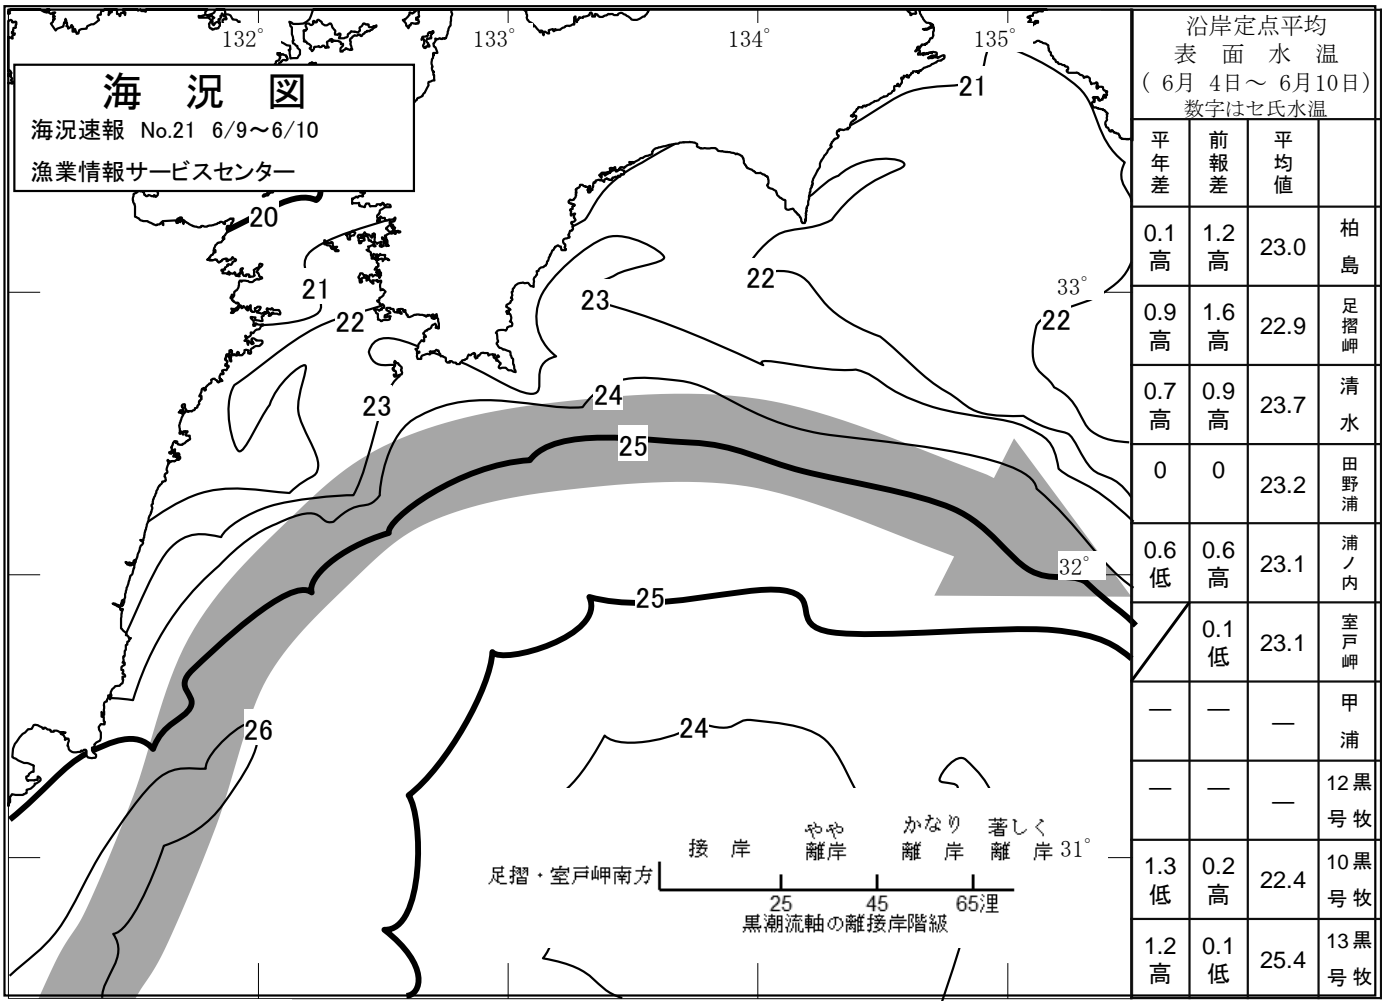 132°
133°
134°
135°
海 況 図
海況速報 No.21 6/9～6/10
漁業情報サービスセンター
21
20
21
22
22
23
33°
22
23
24
25
32°
25
26
24
接 岸
やや
離岸
かなり
離 岸
著しく
離 岸
31°
足摺・室戸岬南方
25
45
65浬
黒潮流軸の離接岸階級
沿岸定点平均
表 面 水 温
( 6月 4日～ 6月10日)
数字はセ氏水温
平年差 前報差 平均値
0.1高 1.2高 23.0 柏島
0.9高 1.6高 22.9 足摺岬
0.7高 0.9高 23.7 清水
0 0 23.2 田野浦
0.6低 0.6高 23.1 浦ノ内
0.1低 23.1 室戸岬
― ― ― 甲浦
― ― ― 12号黒牧
1.3低 0.2高 22.4 10号黒牧
1.2高 0.1低 25.4 13号黒牧